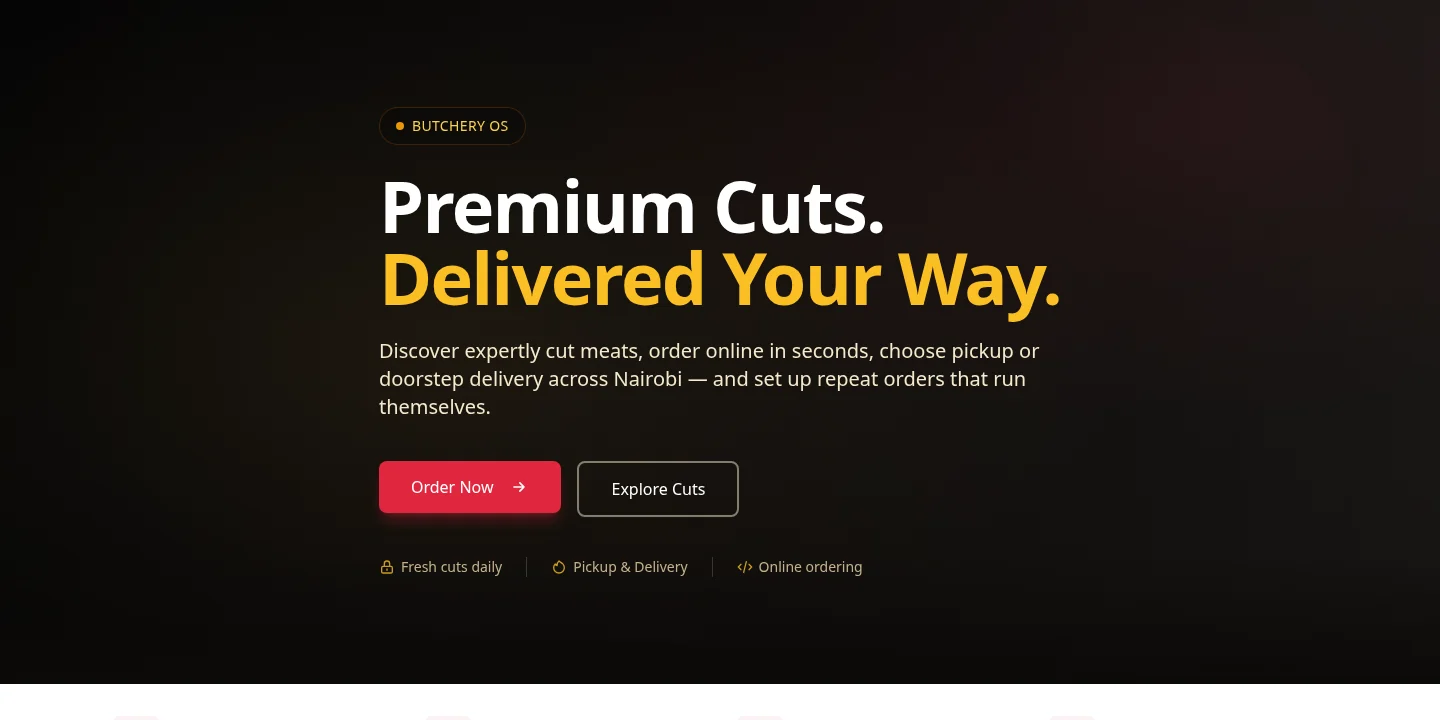 BUTCHERY OS
Premium Cuts.
Delivered Your Way.
Discover expertly cut meats, order online in seconds, choose pickup or
doorstep delivery across Nairobi — and set up repeat orders that run
themselves.
Order Now
Explore Cuts
Fresh cuts daily
Pickup & Delivery
Online ordering